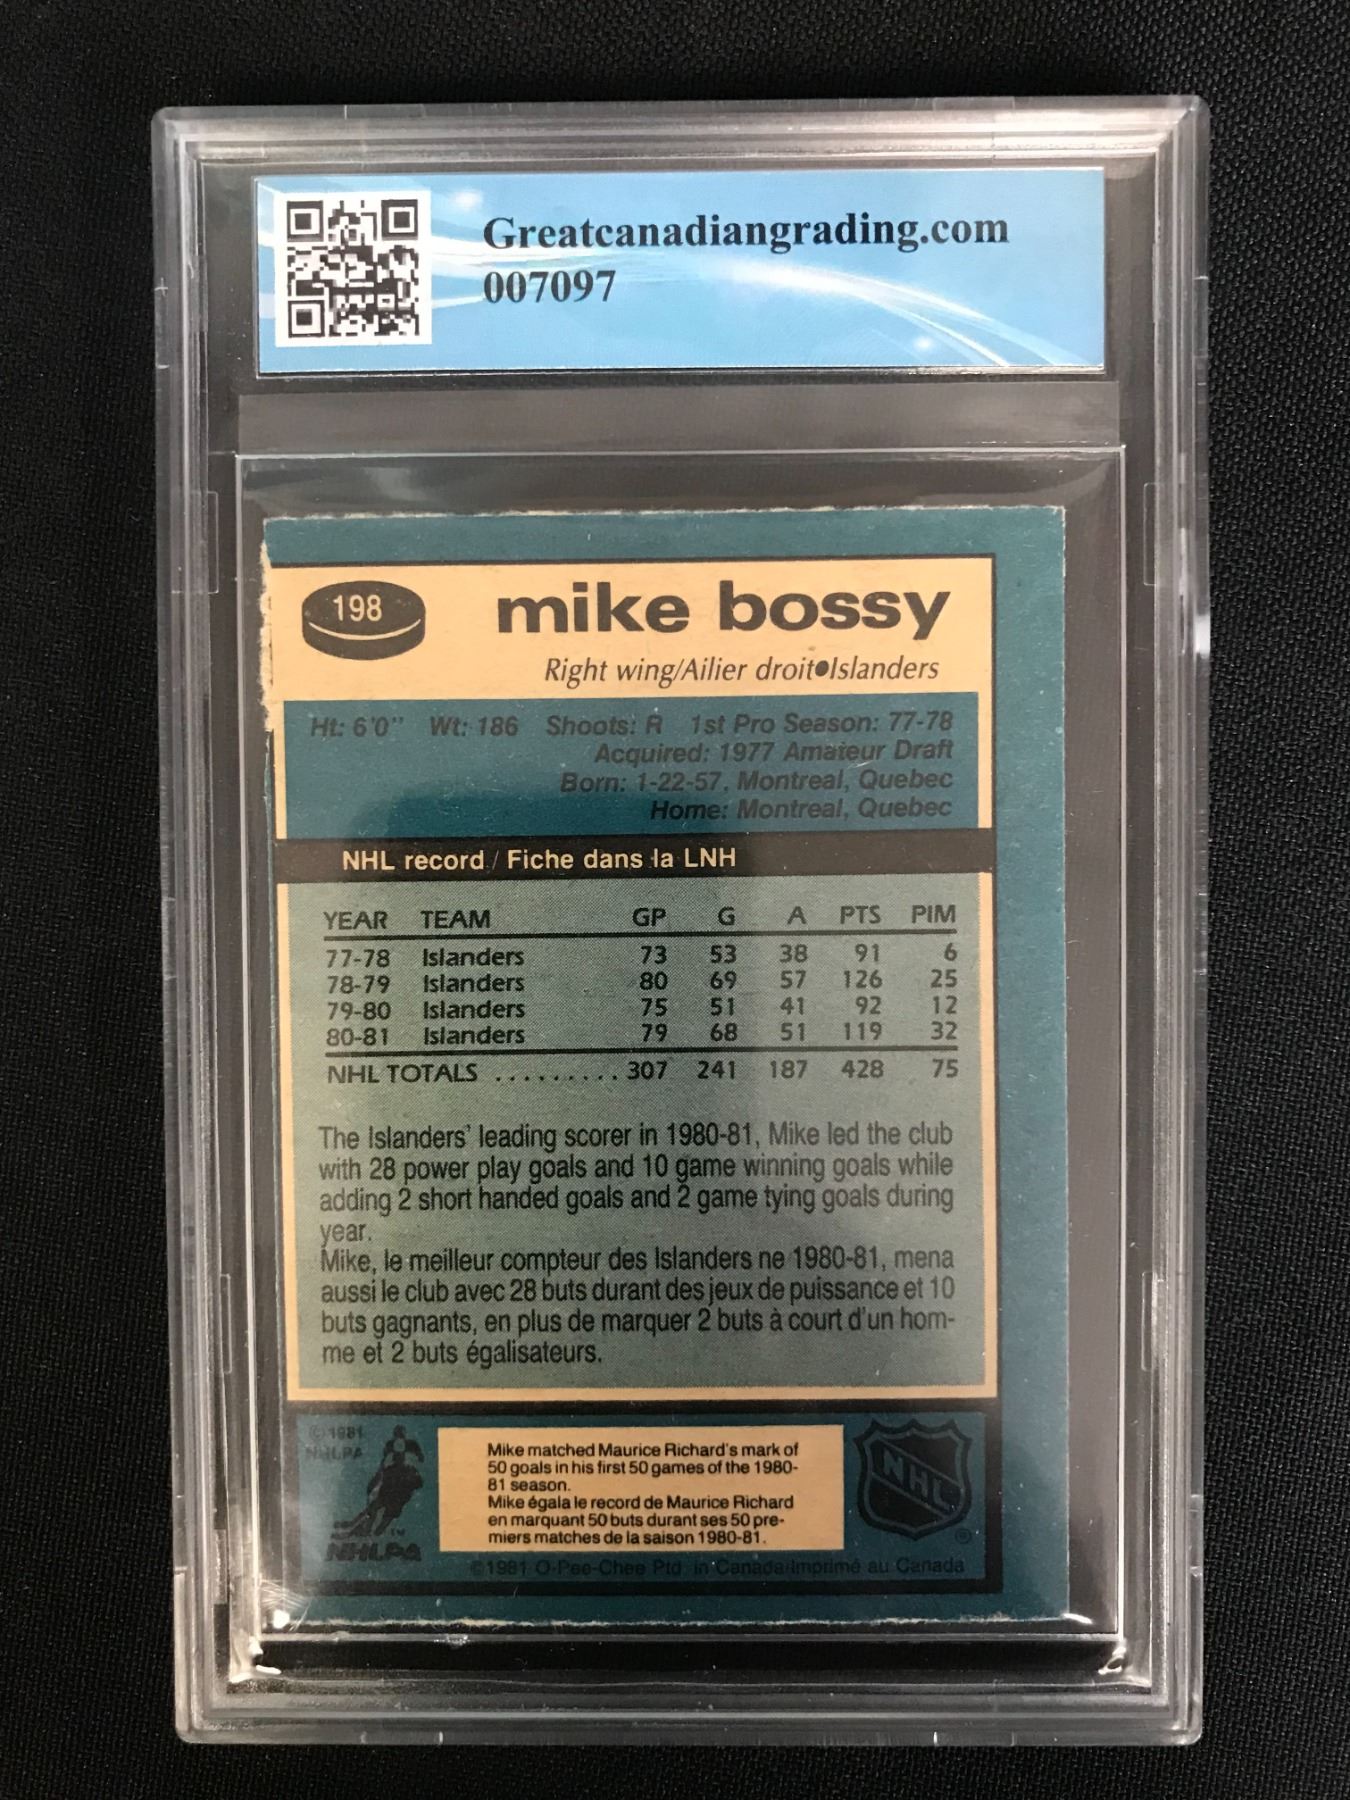 Greatcanadiangrading.com
007097
198
mike bossy
Right wing/Ailier droit●Islanders
Ht: 6'0" Wt: 186 Shoots: R 1st Pro Season: 77-78
Acquired: 1977 Amateur Draft
Born: 1-22-57, Montreal, Quebec
Home: Montreal, Quebec
NHL record / Fiche dans la LNH
YEAR TEAM GP G A PTS PIM
77-78 Islanders 73 53 38 91 6
78-79 Islanders 80 69 57 126 25
79-80 Islanders 75 51 41 92 12
80-81 Islanders 79 68 51 119 32
NHL TOTALS .......... 307 241 187 428 75
The Islanders' leading scorer in 1980-81, Mike led the club
with 28 power play goals and 10 game winning goals while
adding 2 short handed goals and 2 game tying goals during
year.
Mike, le meilleur compteur des Islanders ne 1980-81, mena
aussi le club avec 28 buts durant des jeux de puissance et 10
buts gagnants, en plus de marquer 2 buts à court d'un hom-
me et 2 buts égalisateurs.
©1981
NHLPA
TM
NHLPA
Mike matched Maurice Richard's mark of
50 goals in his first 50 games of the 1980-
81 season.
Mike égala le record de Maurice Richard
en marquant 50 buts durant ses 50 pre-
miers matches de la saison 1980-81.
NHL
®
©1981 O-Pee-Chee Ptd in Canada/Imprimé au Canada